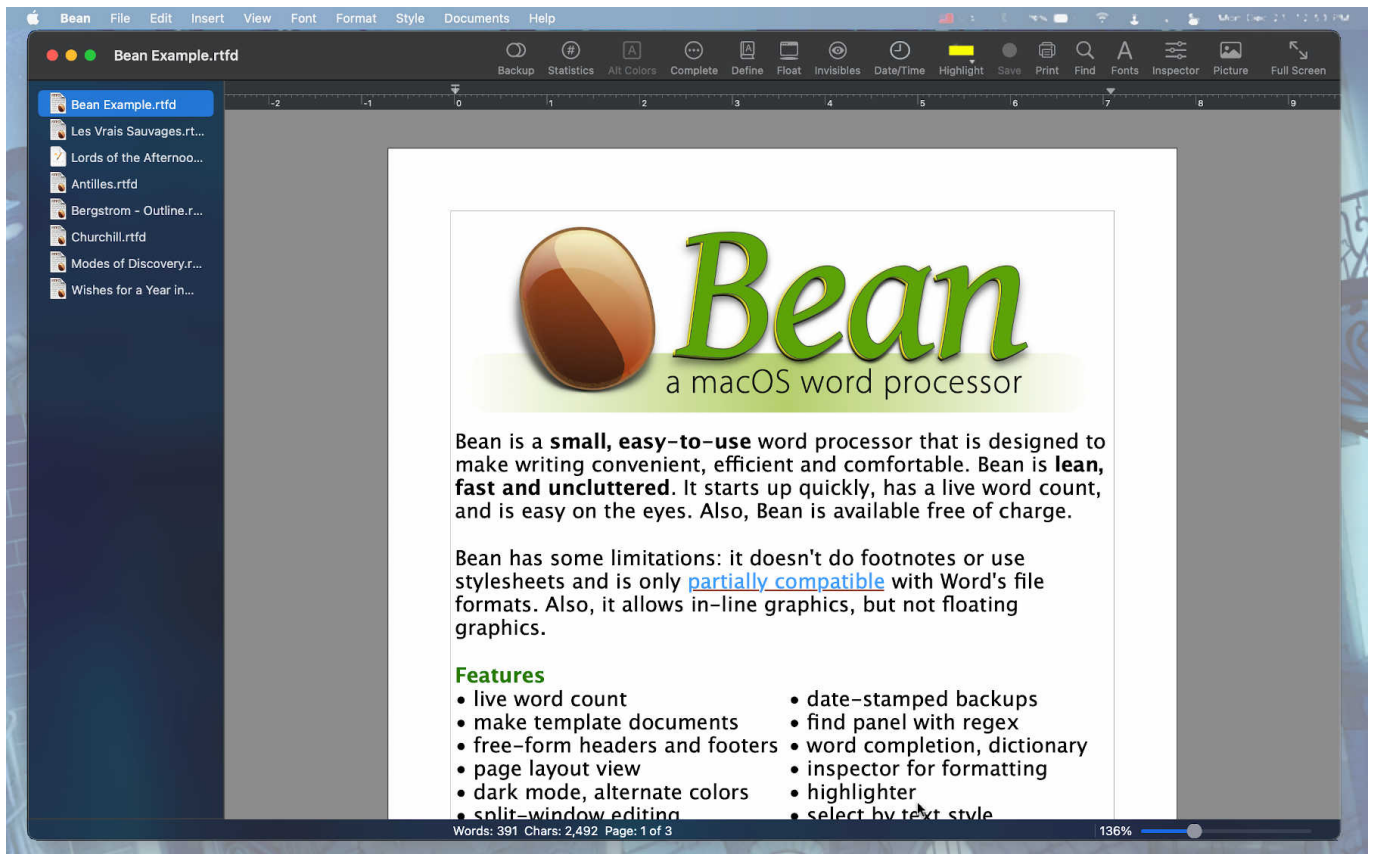 Bean File Edit Insert View Font Format Style Documents Help
Bean Example.rtfd
Backup Statistics Alt Colors Complete Define Float Invisibles Date/Time Highlight Save Print Find Fonts Inspector Picture Full Screen
-2 -1 0 1 2 3 4 5 6 7 8 9
Bean Example.rtfd
Les Vrais Sauvages.rt...
Lords of the Afternoo...
Antilles.rtfd
Bergstrom - Outline.r...
Churchill.rtfd
Modes of Discovery.r...
Wishes for a Year in...
Bean
a macOS word processor
Bean is a small, easy-to-use word processor that is designed to
make writing convenient, efficient and comfortable. Bean is lean,
fast and uncluttered. It starts up quickly, has a live word count,
and is easy on the eyes. Also, Bean is available free of charge.
Bean has some limitations: it doesn't do footnotes or use
stylesheets and is only partially compatible with Word's file
formats. Also, it allows in-line graphics, but not floating
graphics.
Features
• live word count • date-stamped backups
• make template documents • find panel with regex
• free-form headers and footers • word completion, dictionary
• page layout view • inspector for formatting
• dark mode, alternate colors • highlighter
• split-window editing • select by text style
Words: 391 Chars: 2,492 Page: 1 of 3 136%